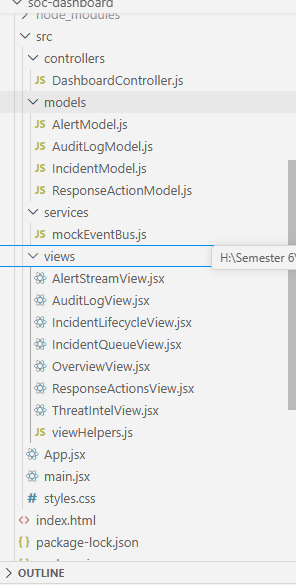 soc-dashboard
node_modules
src
controllers
JS DashboardController.js
models
JS AlertModel.js
JS AuditLogModel.js
JS IncidentModel.js
JS ResponseActionModel.js
services
JS mockEventBus.js
views
H:\Semester 6\
AlertStreamView.jsx
AuditLogView.jsx
IncidentLifecycleView.jsx
IncidentQueueView.jsx
OverviewView.jsx
ResponseActionsView.jsx
ThreatIntelView.jsx
JS viewHelpers.js
App.jsx
main.jsx
# styles.css
<> index.html
{} package-lock.json
OUTLINE